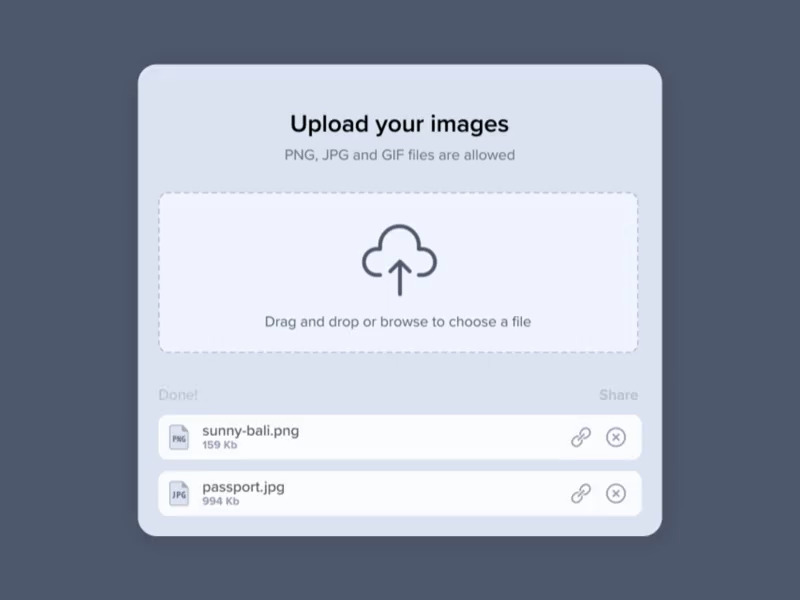 Upload your images
PNG, JPG and GIF files are allowed
Drag and drop or browse to choose a file
Done!
Share
PNG
sunny-bali.png
159 Kb
JPG
passport.jpg
994 Kb